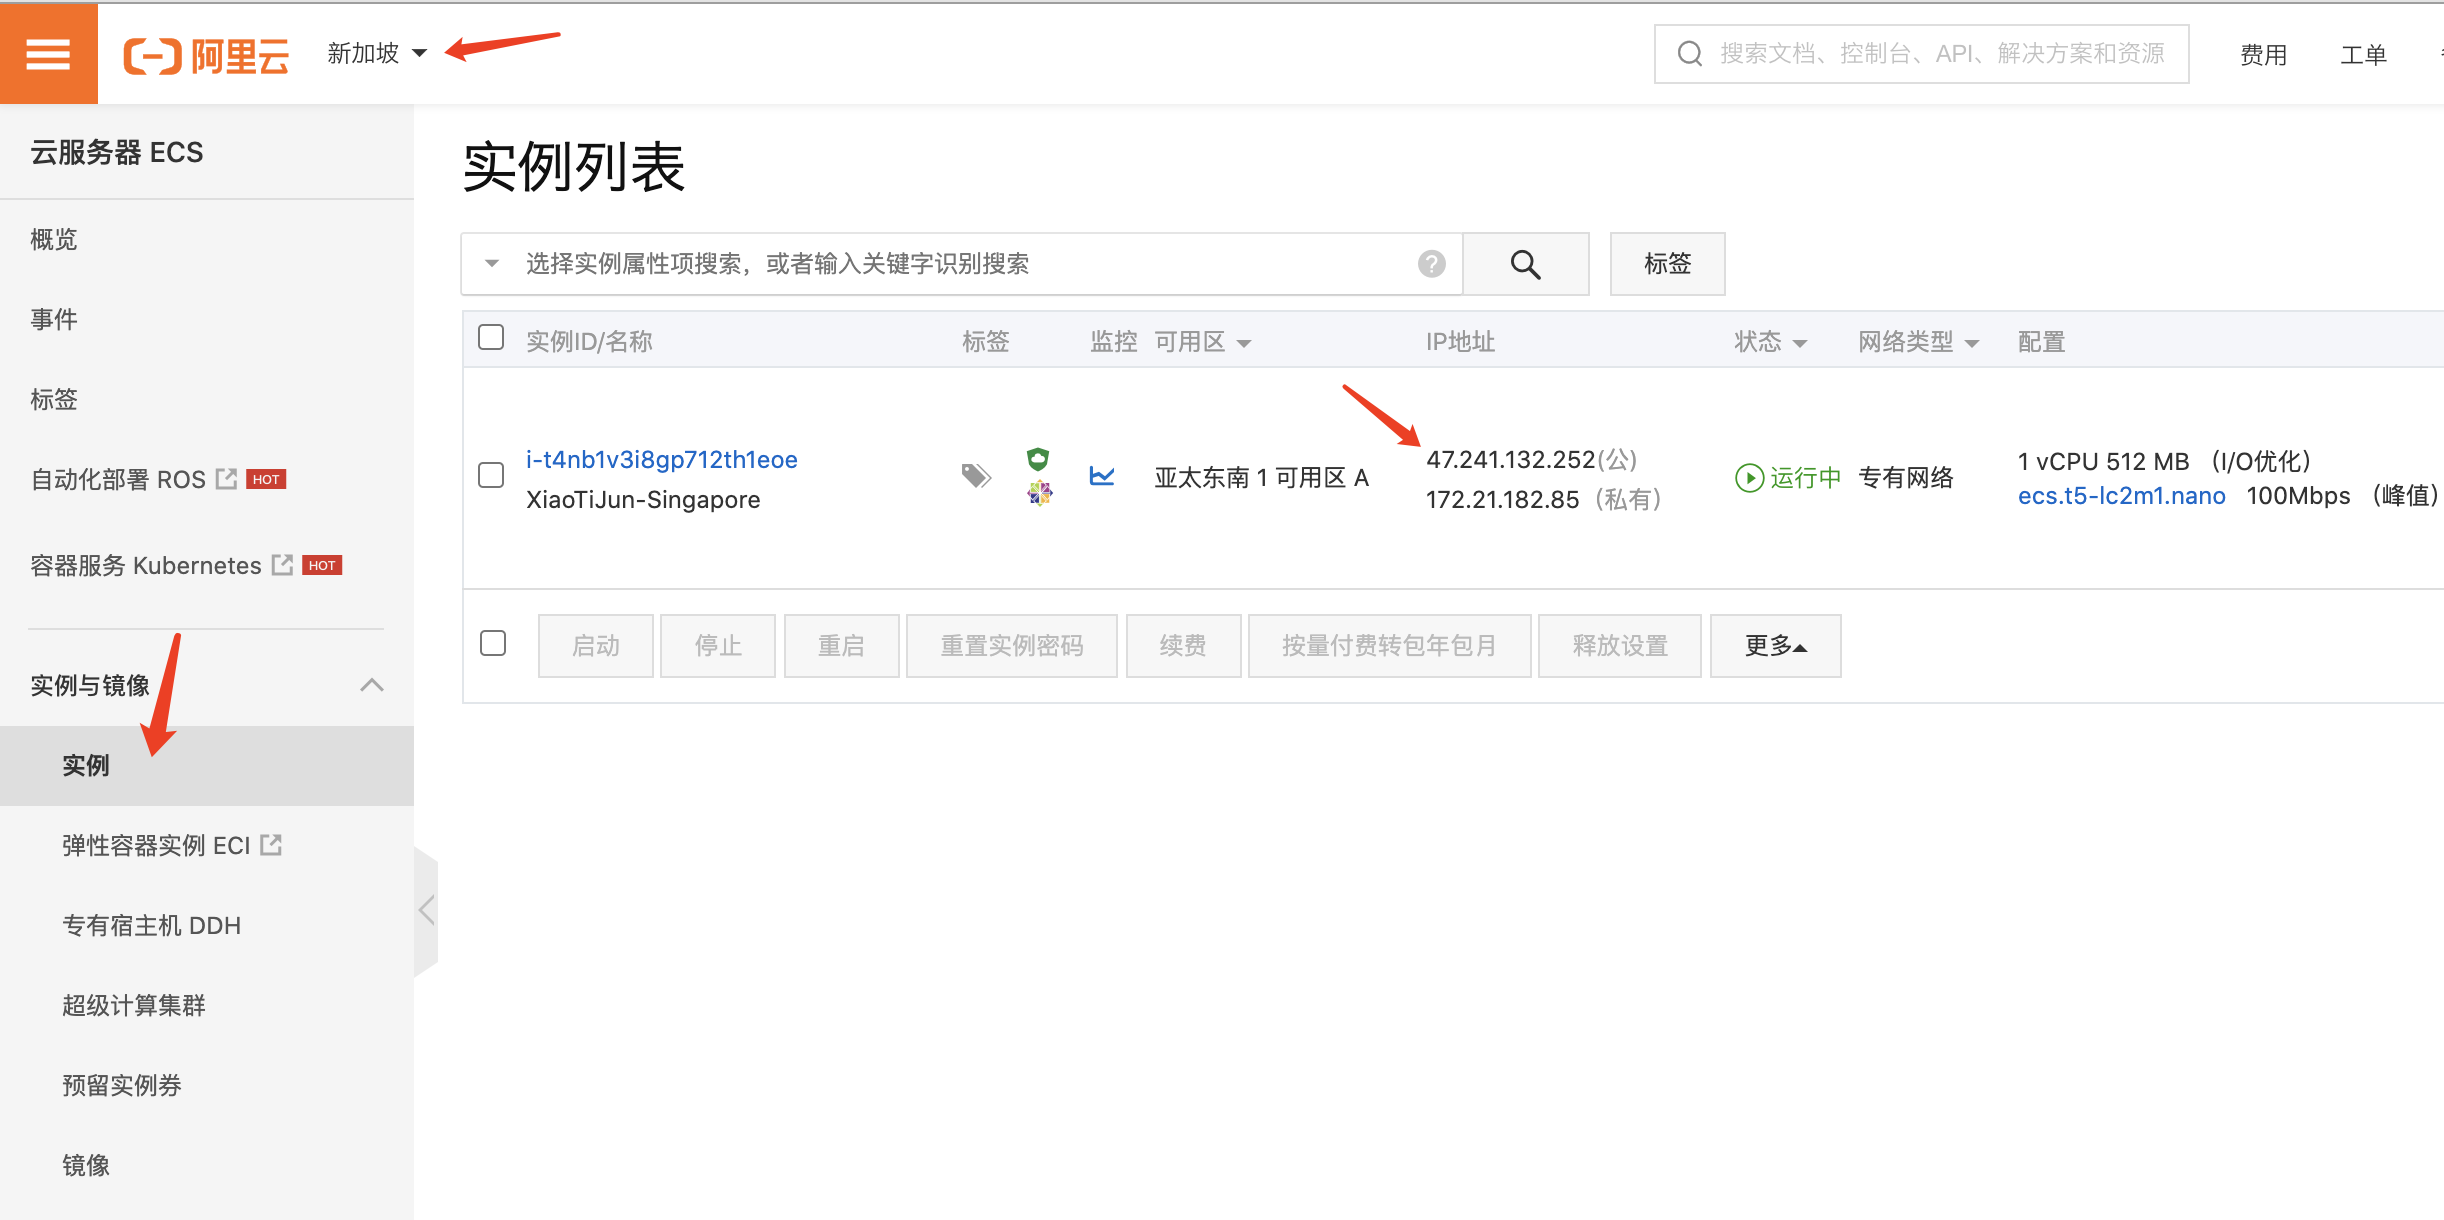 阿里云
新加坡
搜索文档、控制台、API、解决方案和资源
费用
工单
云服务器 ECS
概览
事件
标签
自动化部署 ROS HOT
容器服务 Kubernetes HOT
实例与镜像
实例
弹性容器实例 ECI
专有宿主机 DDH
超级计算集群
预留实例券
镜像
实例列表
选择实例属性项搜索，或者输入关键字识别搜索
?
标签
实例ID/名称 标签 监控 可用区 IP地址 状态 网络类型 配置
i-t4nb1v3i8gp712th1eoe
XiaoTiJun-Singapore
亚太东南 1 可用区 A
47.241.132.252(公)
172.21.182.85 （私有）
运行中
专有网络
1 vCPU 512 MB （I/O优化）
ecs.t5-lc2m1.nano 100Mbps （峰值）
启动 停止 重启 重置实例密码 续费 按量付费转包年包月 释放设置 更多